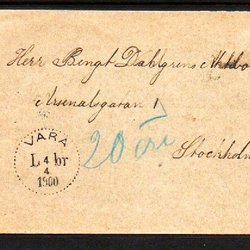 Herr Bengt Dahlgrens
Arsenalsgatan 1
VARA
L 4 br
4
1900
20 öre
Stockholm